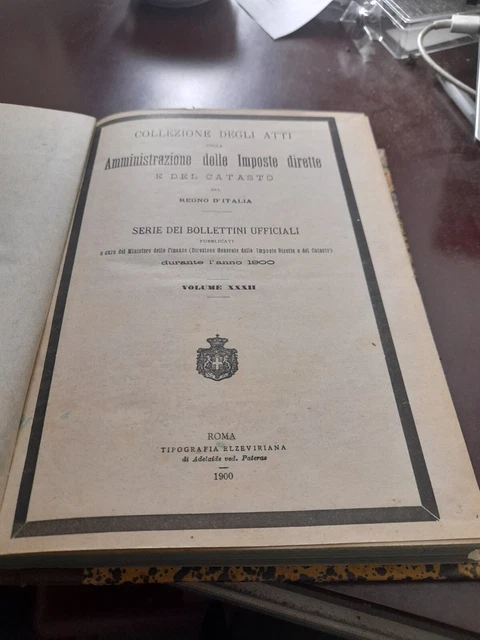 COLLEZIONE DEGLI ATTI
DELLA
Amministrazione delle Imposte dirette
E DEL CATASTO
DEL
REGNO D'ITALIA
SERIE DEI BOLLETTINI UFFICIALI
PUBBLICATI
a cura del Ministero delle Finanze (Direzione Generale delle Imposte Dirette e del Catasto)
durante l'anno 1900
VOLUME XXXII
ROMA
TIPOGRAFIA ELZEVIRIANA
di Adelaide ved. Pateras
1900